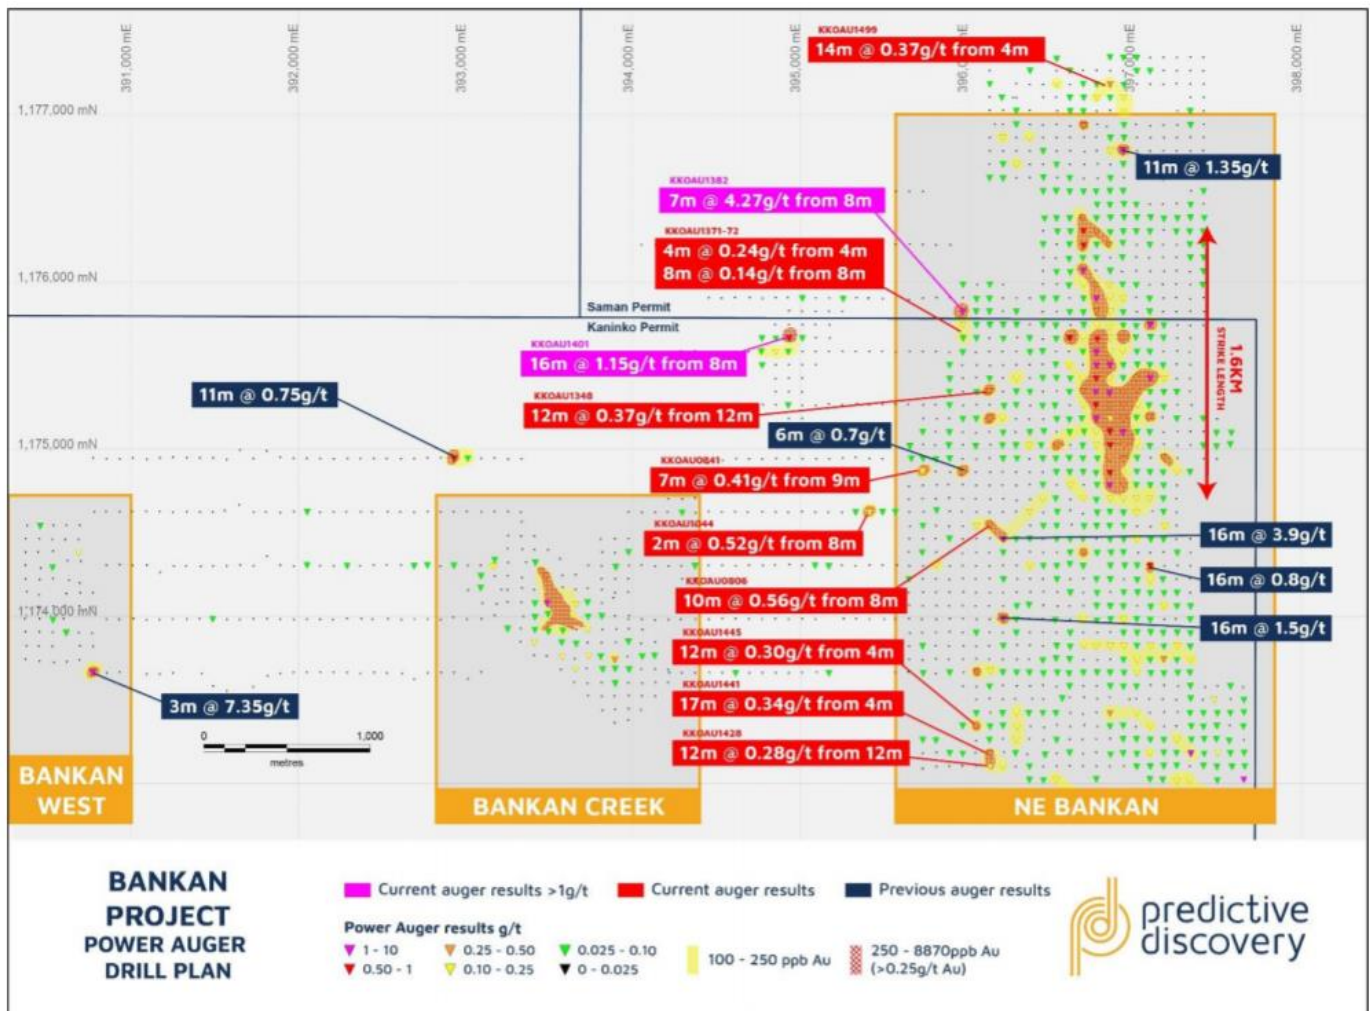 391,000 mE
392,000 mE
393,000 mE
394,000 mE
395,000 mE
397,000 mE
398,000 mE
KKOAU1499
14m @ 0.37g/t from 4m
1,177,000 mN
11m @ 1.35g/t
KKOAU1382
7m @ 4.27g/t from 8m
KKOAU1371-72
4m @ 0.24g/t from 4m
8m @ 0.14g/t from 8m
1,176,000 mN
Saman Permit
Kaninko Permit
KKOAU1401
16m @ 1.15g/t from 8m
1.6KM
STRIKE LENGTH
11m @ 0.75g/t
KKOAU1348
12m @ 0.37g/t from 12m
6m @ 0.7g/t
1,175,000 mN
KKOAU0841-
7m @ 0.41g/t from 9m
KKOAU1044
2m @ 0.52g/t from 8m
16m @ 3.9g/t
16m @ 0.8g/t
KKOAU0806
10m @ 0.56g/t from 8m
1,174,000 mN
16m @ 1.5g/t
KKOAU1445
12m @ 0.30g/t from 4m
KKOAU1441
17m @ 0.34g/t from 4m
3m @ 7.35g/t
KKOAU1428
12m @ 0.28g/t from 12m
0 1,000
metres
BANKAN
WEST
BANKAN CREEK
NE BANKAN
BANKAN
PROJECT
POWER AUGER
DRILL PLAN
Current auger results >1g/t
Current auger results
Previous auger results
Power Auger results g/t
1 - 10
0.25 - 0.50
0.025 - 0.10
0.50 - 1
0.10 - 0.25
0 - 0.025
100 - 250 ppb Au
250 - 8870ppb Au
(>0.25g/t Au)
predictive
discovery